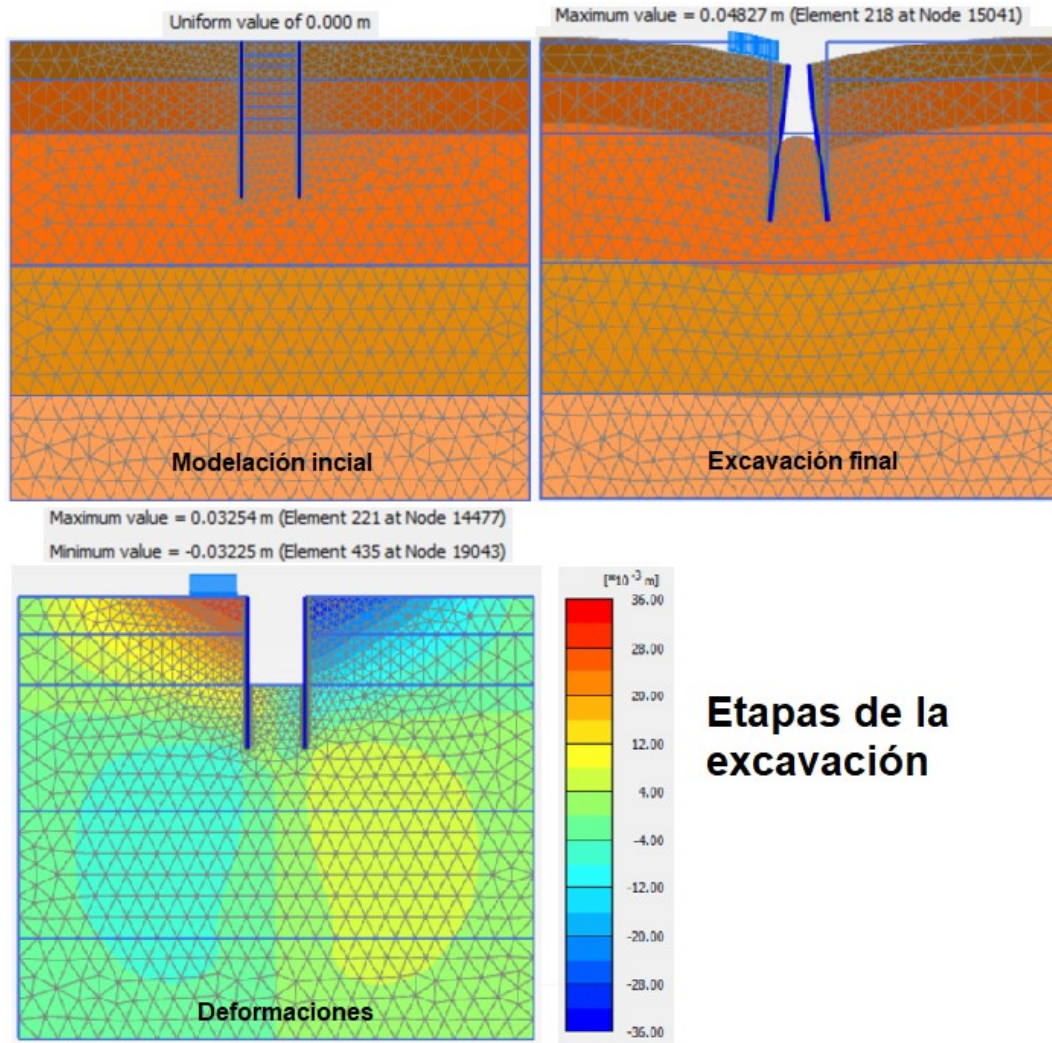 Uniform value of 0.000 m
Maximum value = 0.04827 m (Element 218 at Node 15041)
Modelación incial
Excavación final
Maximum value = 0.03254 m (Element 221 at Node 14477)
Minimum value = -0.03225 m (Element 435 at Node 19043)
[*10⁻³ m]
36.00
28.00
20.00
12.00
4.00
-4.00
-12.00
-20.00
-28.00
-36.00
Etapas de la
excavación
Deformaciones